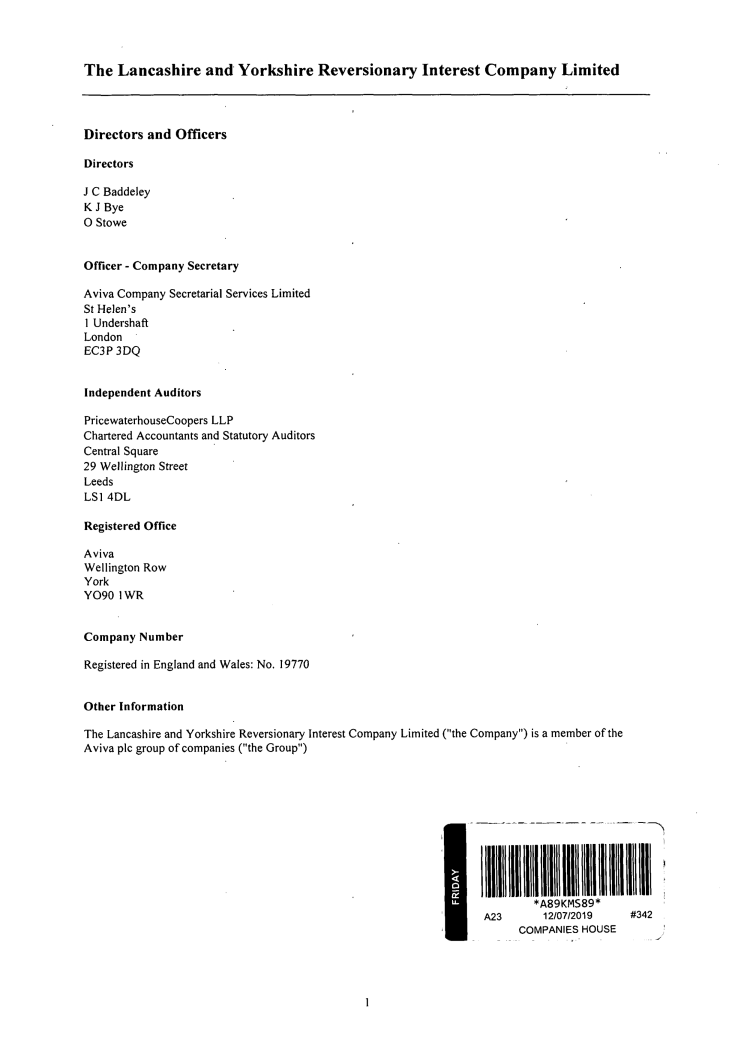 The Lancashire and Yorkshire Reversionary Interest Company Limited
Directors and Officers
Directors
J C Baddeley
K J Bye
O Stowe
Officer - Company Secretary
Aviva Company Secretarial Services Limited
St Helen's
1 Undershaft
London
EC3P 3DQ
Independent Auditors
PricewaterhouseCoopers LLP
Chartered Accountants and Statutory Auditors
Central Square
29 Wellington Street
Leeds
LS1 4DL
Registered Office
Aviva
Wellington Row
York
YO90 1WR
Company Number
Registered in England and Wales: No. 19770
Other Information
The Lancashire and Yorkshire Reversionary Interest Company Limited ("the Company") is a member of the
Aviva plc group of companies ("the Group")
FRIDAY
*A89KMS89*
A23 12/07/2019 #342
COMPANIES HOUSE
1